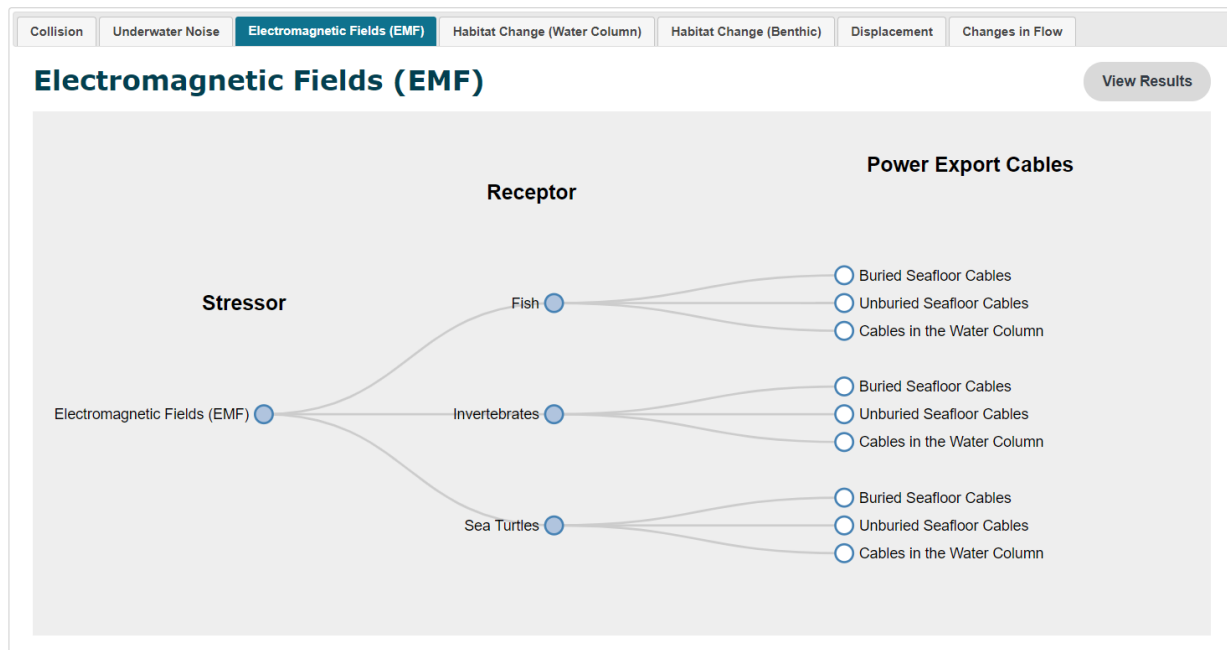 Collision
Underwater Noise
Electromagnetic Fields (EMF)
Habitat Change (Water Column)
Habitat Change (Benthic)
Displacement
Changes in Flow
Electromagnetic Fields (EMF)
View Results
Stressor
Receptor
Power Export Cables
Electromagnetic Fields (EMF)
Fish
Buried Seafloor Cables
Unburied Seafloor Cables
Cables in the Water Column
Invertebrates
Buried Seafloor Cables
Unburied Seafloor Cables
Cables in the Water Column
Sea Turtles
Buried Seafloor Cables
Unburied Seafloor Cables
Cables in the Water Column